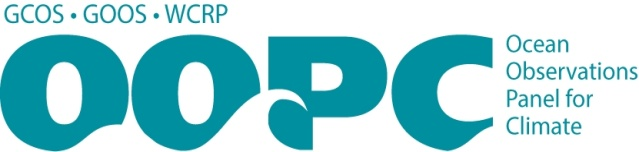 GCOS • GOOS • WCRP
OOPC
Ocean
Observations
Panel for
Climate